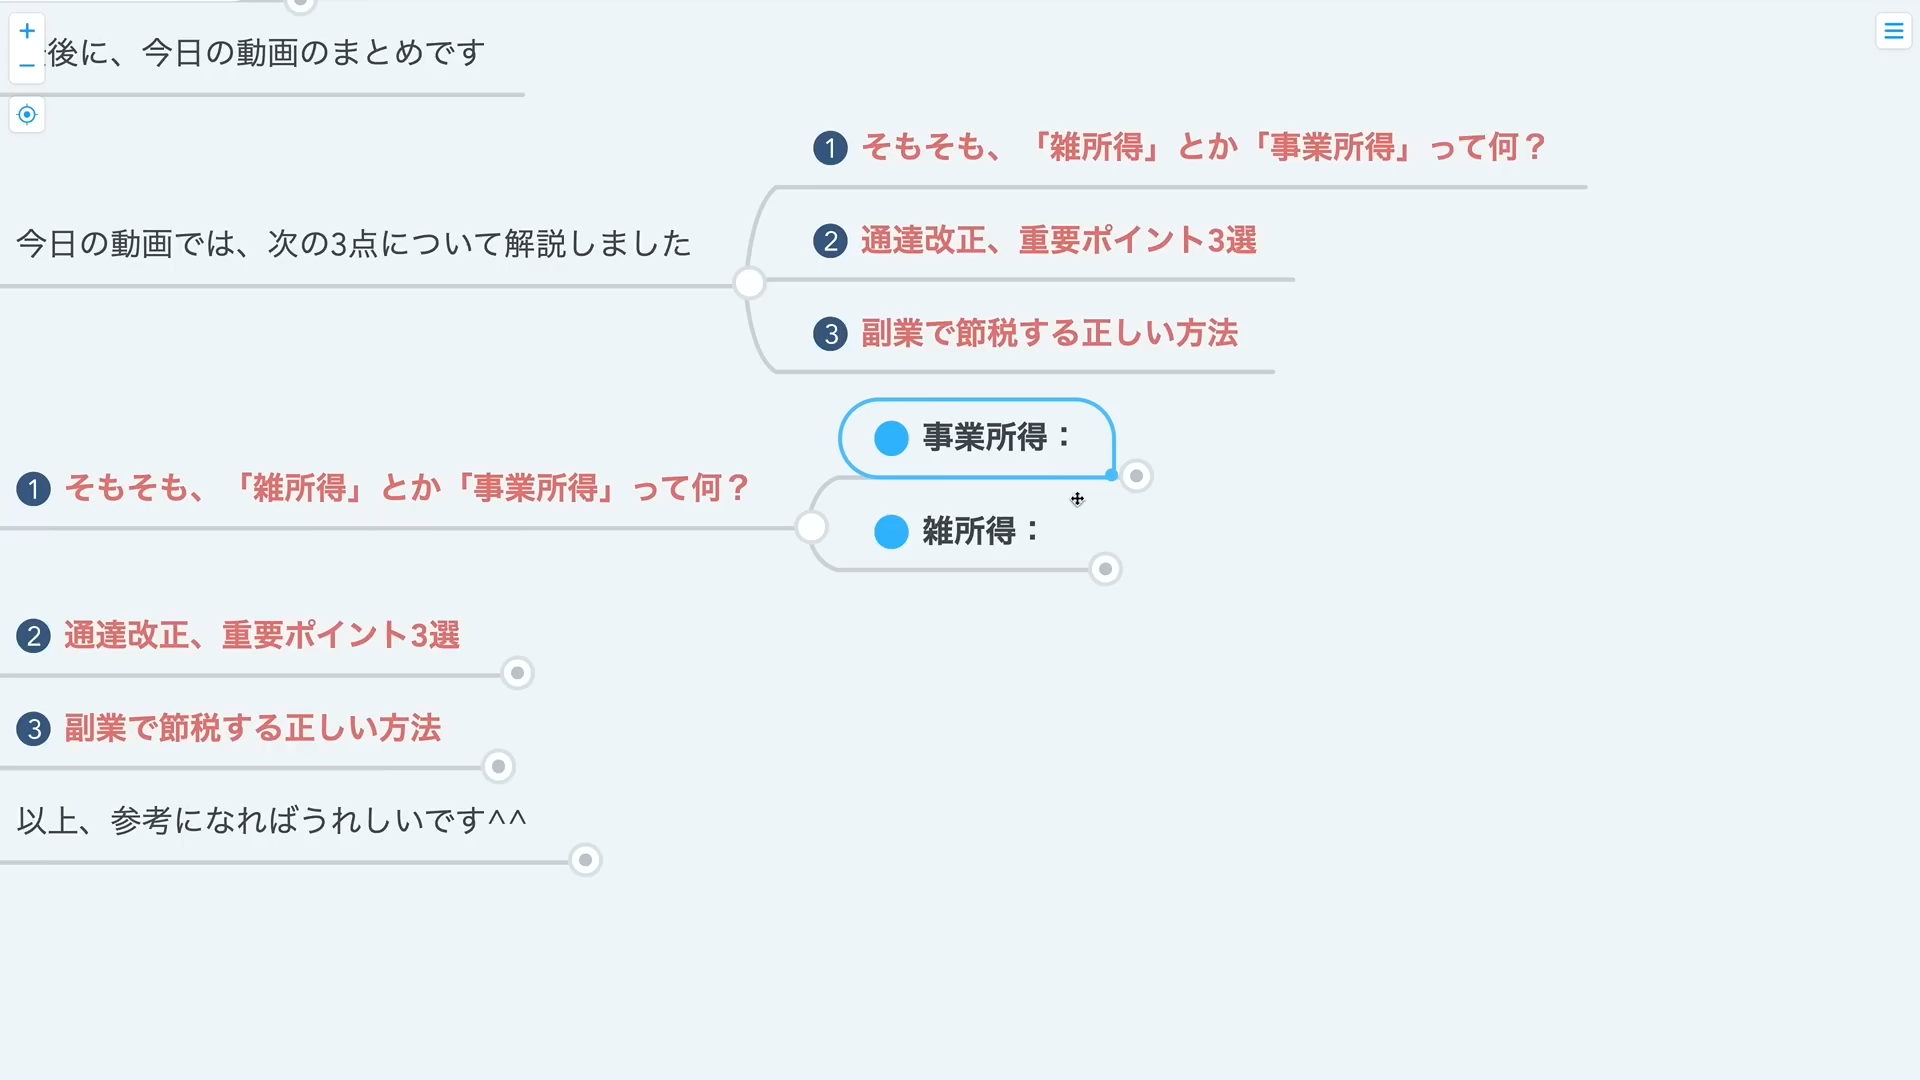 後に、今日の動画のまとめです
今日の動画では、次の3点について解説しました
❶ そもそも、「雑所得」とか「事業所得」って何？
❷ 通達改正、重要ポイント3選
❸ 副業で節税する正しい方法
❶ そもそも、「雑所得」とか「事業所得」って何？
事業所得：
雑所得：
❷ 通達改正、重要ポイント3選
❸ 副業で節税する正しい方法
以上、参考になればうれしいです^^